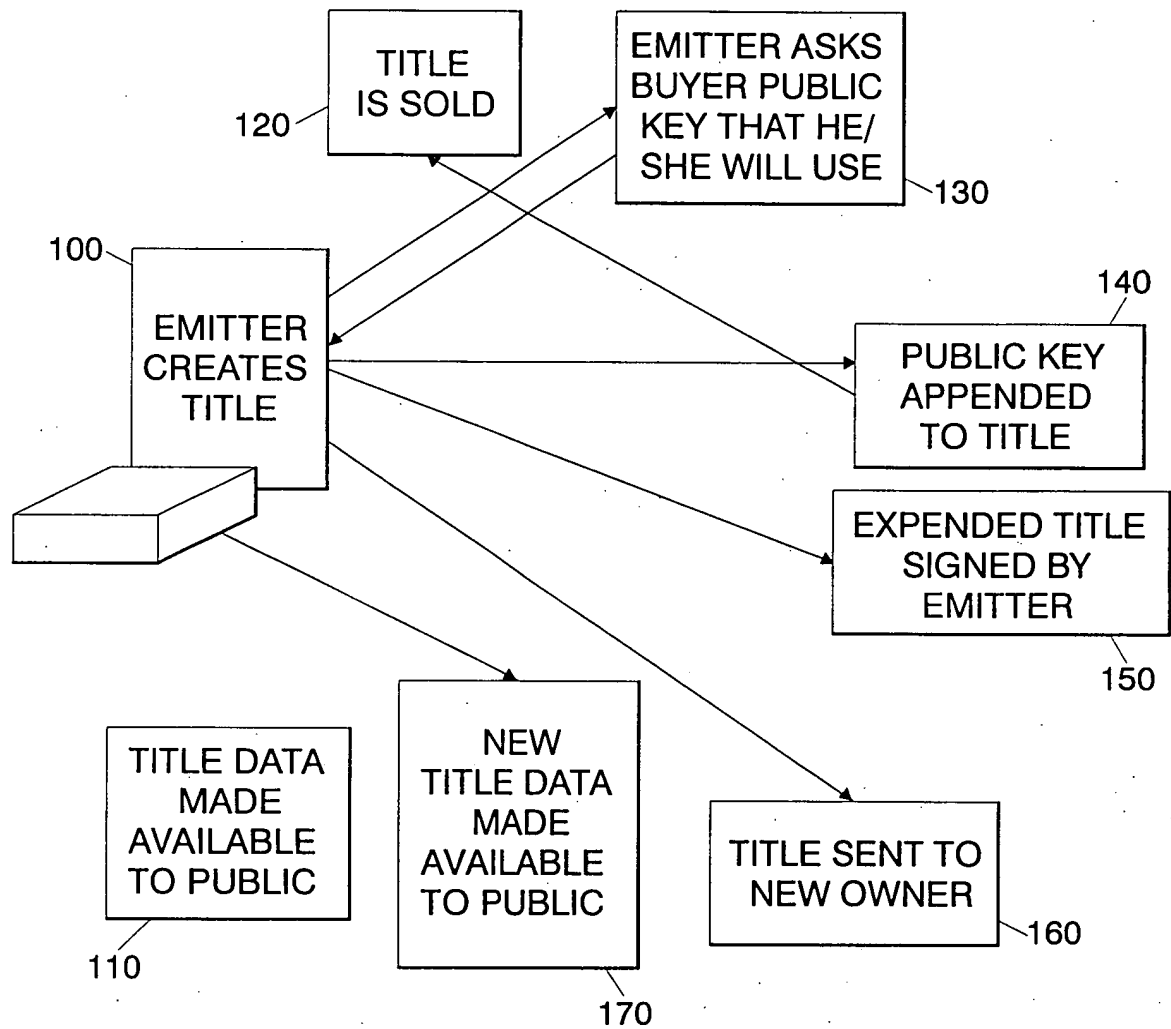 TITLE
IS SOLD
120
EMITTER ASKS
BUYER PUBLIC
KEY THAT HE/
SHE WILL USE
130
100
EMITTER
CREATES
TITLE
140
PUBLIC KEY
APPENDED
TO TITLE
EXPENDED TITLE
SIGNED BY
EMITTER
150
TITLE DATA
MADE
AVAILABLE
TO PUBLIC
110
NEW
TITLE DATA
MADE
AVAILABLE
TO PUBLIC
170
TITLE SENT TO
NEW OWNER
160